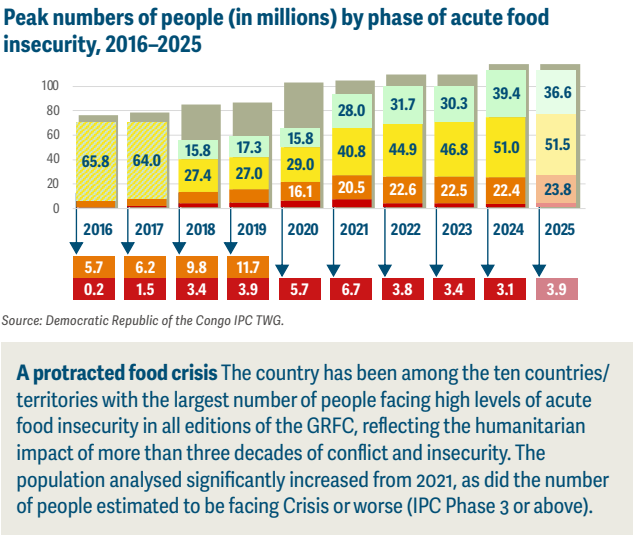 Peak numbers of people (in millions) by phase of acute food
insecurity, 2016–2025
100
80
60
40
20
0
65.8
64.0
15.8
27.4
17.3
27.0
15.8
29.0
16.1
28.0
40.8
20.5
31.7
44.9
22.6
30.3
46.8
22.5
39.4
51.0
22.4
36.6
51.5
23.8
2016 2017 2018 2019 2020 2021 2022 2023 2024 2025
5.7 6.2 9.8 11.7
0.2 1.5 3.4 3.9 5.7 6.7 3.8 3.4 3.1 3.9
Source: Democratic Republic of the Congo IPC TWG.
A protracted food crisis The country has been among the ten countries/
territories with the largest number of people facing high levels of acute
food insecurity in all editions of the GRFC, reflecting the humanitarian
impact of more than three decades of conflict and insecurity. The
population analysed significantly increased from 2021, as did the number
of people estimated to be facing Crisis or worse (IPC Phase 3 or above).